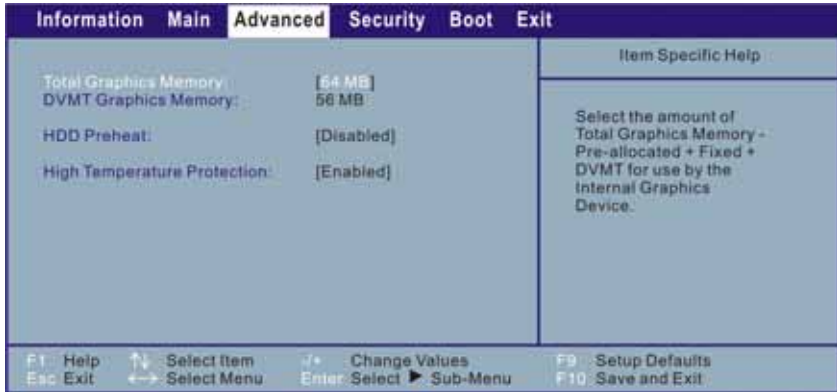 Information Main Advanced Security Boot Exit
Item Specific Help
Total Graphics Memory: [64 MB]
DVMT Graphics Memory: 56 MB
HDD Preheat: [Disabled]
High Temperature Protection: [Enabled]
Select the amount of
Total Graphics Memory -
Pre-allocated + Fixed +
DVMT for use by the
Internal Graphics
Device.
F1 Help ↑↓ Select Item -/+ Change Values F9 Setup Defaults
Esc Exit ←→ Select Menu Enter Select ▶ Sub-Menu F10 Save and Exit